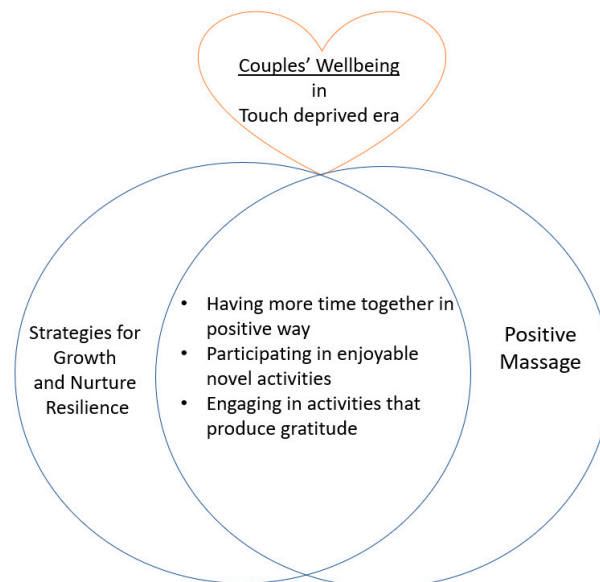 Couples' Wellbeing
in
Touch deprived era
Strategies for
Growth
and Nurture
Resilience
• Having more time together in
positive way
• Participating in enjoyable
novel activities
• Engaging in activities that
produce gratitude
Positive
Massage